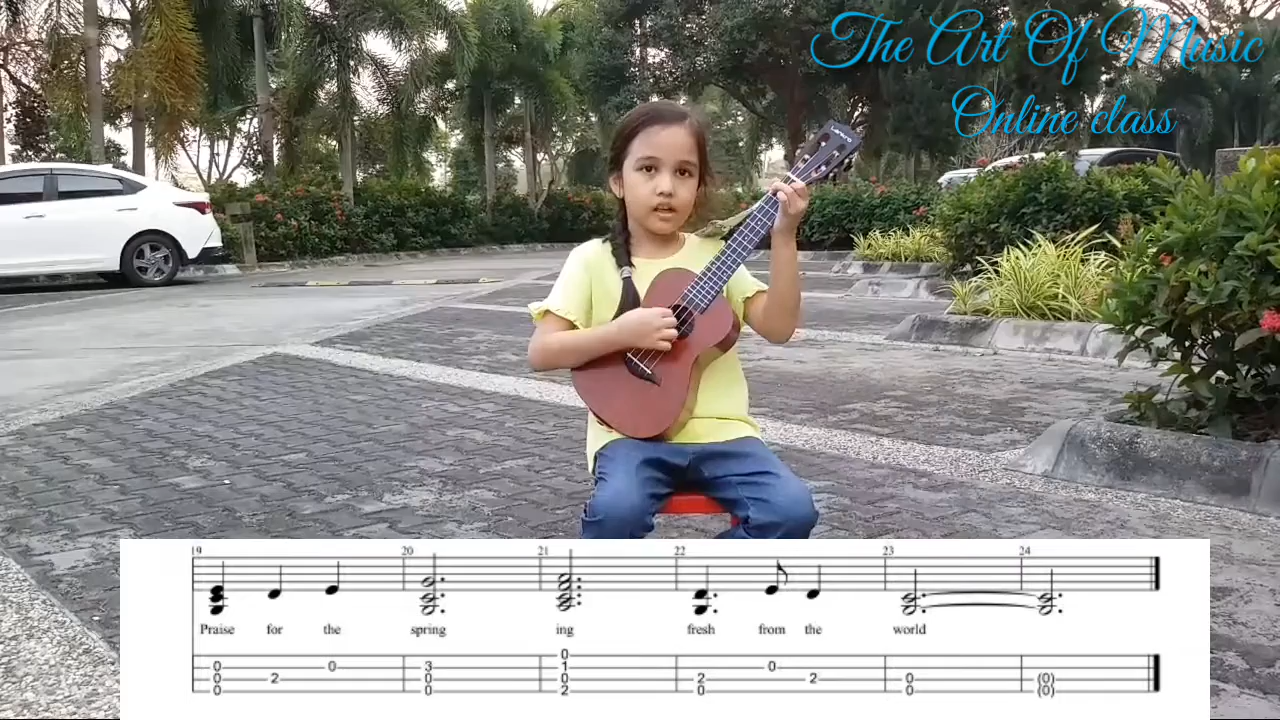 The Art Of Music
Online class
Lanikro
19 20 21 22 23 24
Praise for the spring ing fresh from the world
0
0 0 3 1 0
0 2 0 0 2 2 0 (0)
0 0 2 0 0 (0)